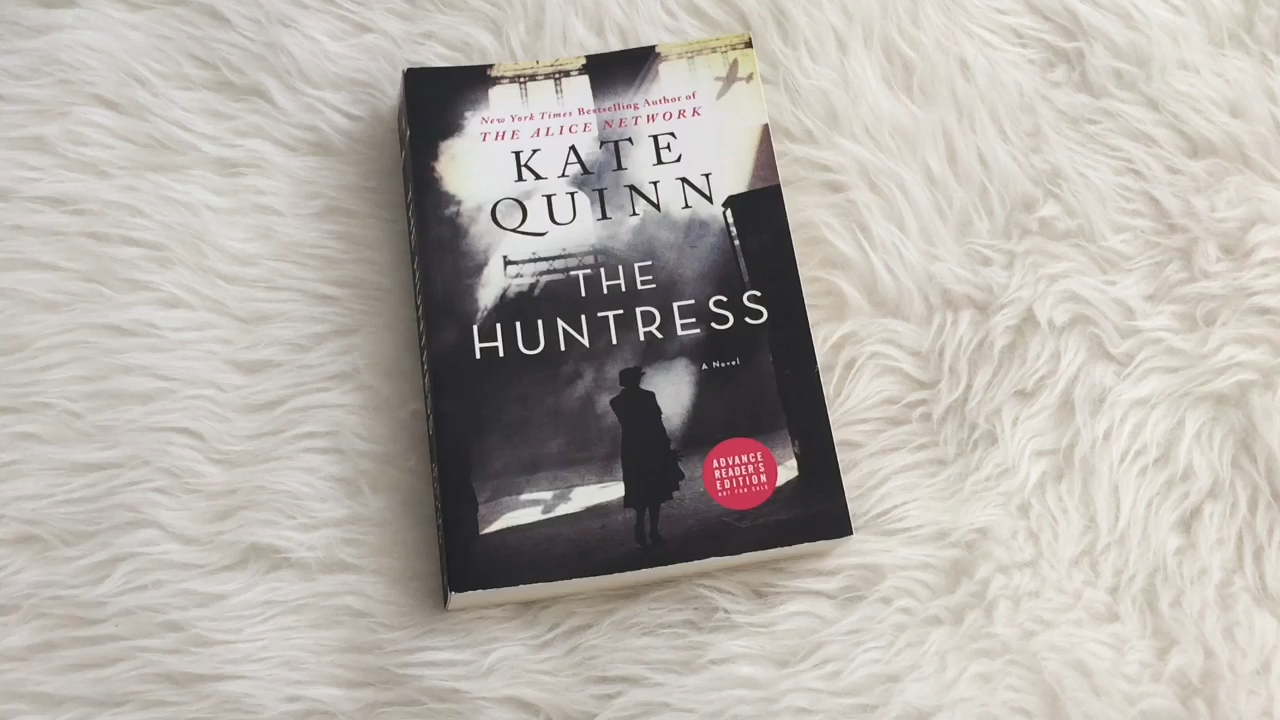 New York Times Bestselling Author of
THE ALICE NETWORK
KATE
QUINN
THE
HUNTRESS
A Novel
ADVANCE
READER'S
EDITION
NOT FOR SALE